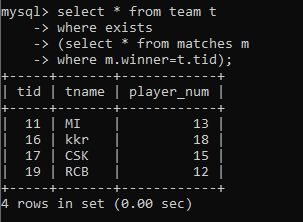 mysql> select * from team t
    -> where exists
    -> (select * from matches m
    -> where m.winner=t.tid);
+-----+-------+------------+
| tid | tname | player_num |
+-----+-------+------------+
|  11 | MI    |         13 |
|  16 | kkr   |         18 |
|  17 | CSK   |         15 |
|  19 | RCB   |         12 |
+-----+-------+------------+
4 rows in set (0.00 sec)